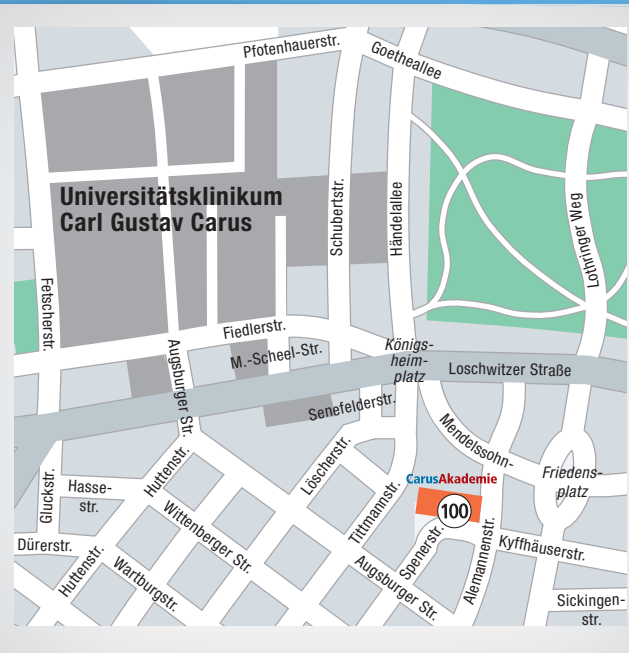 Pfotenhauerstr.
Goetheallee
Universitätsklinikum
Carl Gustav Carus
Schubertstr.
Händelallee
Lothringer Weg
Fetscherstr.
Fiedlerstr.
M.-Scheel-Str.
Augsburger Str.
Königs-
heim-
platz
Loschwitzer Straße
Senefelderstr.
Mendelssohn-
Friedens-
platz
CarusAkademie
100
Löscherstr.
Tittmannstr.
Gluckstr.
Hasse-
str.
Huttenstr.
Wittenberger Str.
Dürerstr.
Huttenstr.
Wartburgstr.
Augsburger Str.
Spenerstr.
Alemannenstr.
Kyffhäuserstr.
Sickingen-
str.